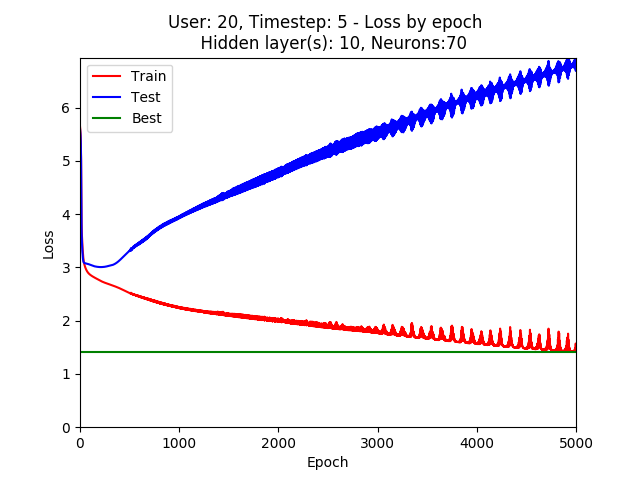 User: 20, Timestep: 5 - Loss by epoch
Hidden layer(s): 10, Neurons:70
Train
Test
Best
Loss
6
5
4
3
2
1
0
0 1000 2000 3000 4000 5000
Epoch